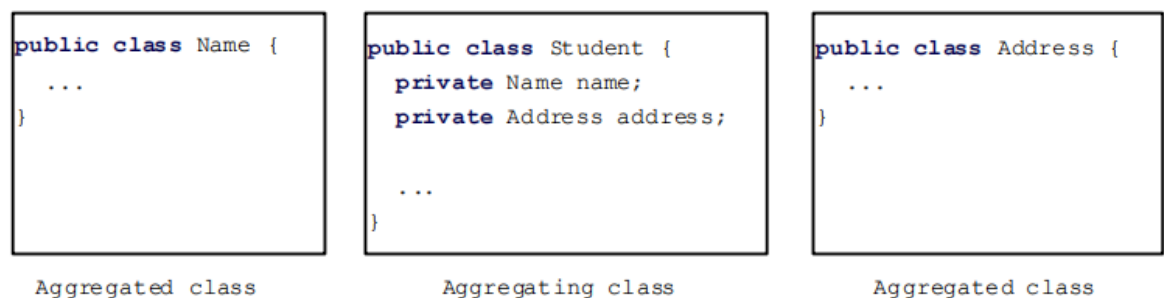 public class Name {
...
}
Aggregated class
public class Student {
private Name name;
private Address address;
...
}
Aggregating class
public class Address {
...
}
Aggregated class